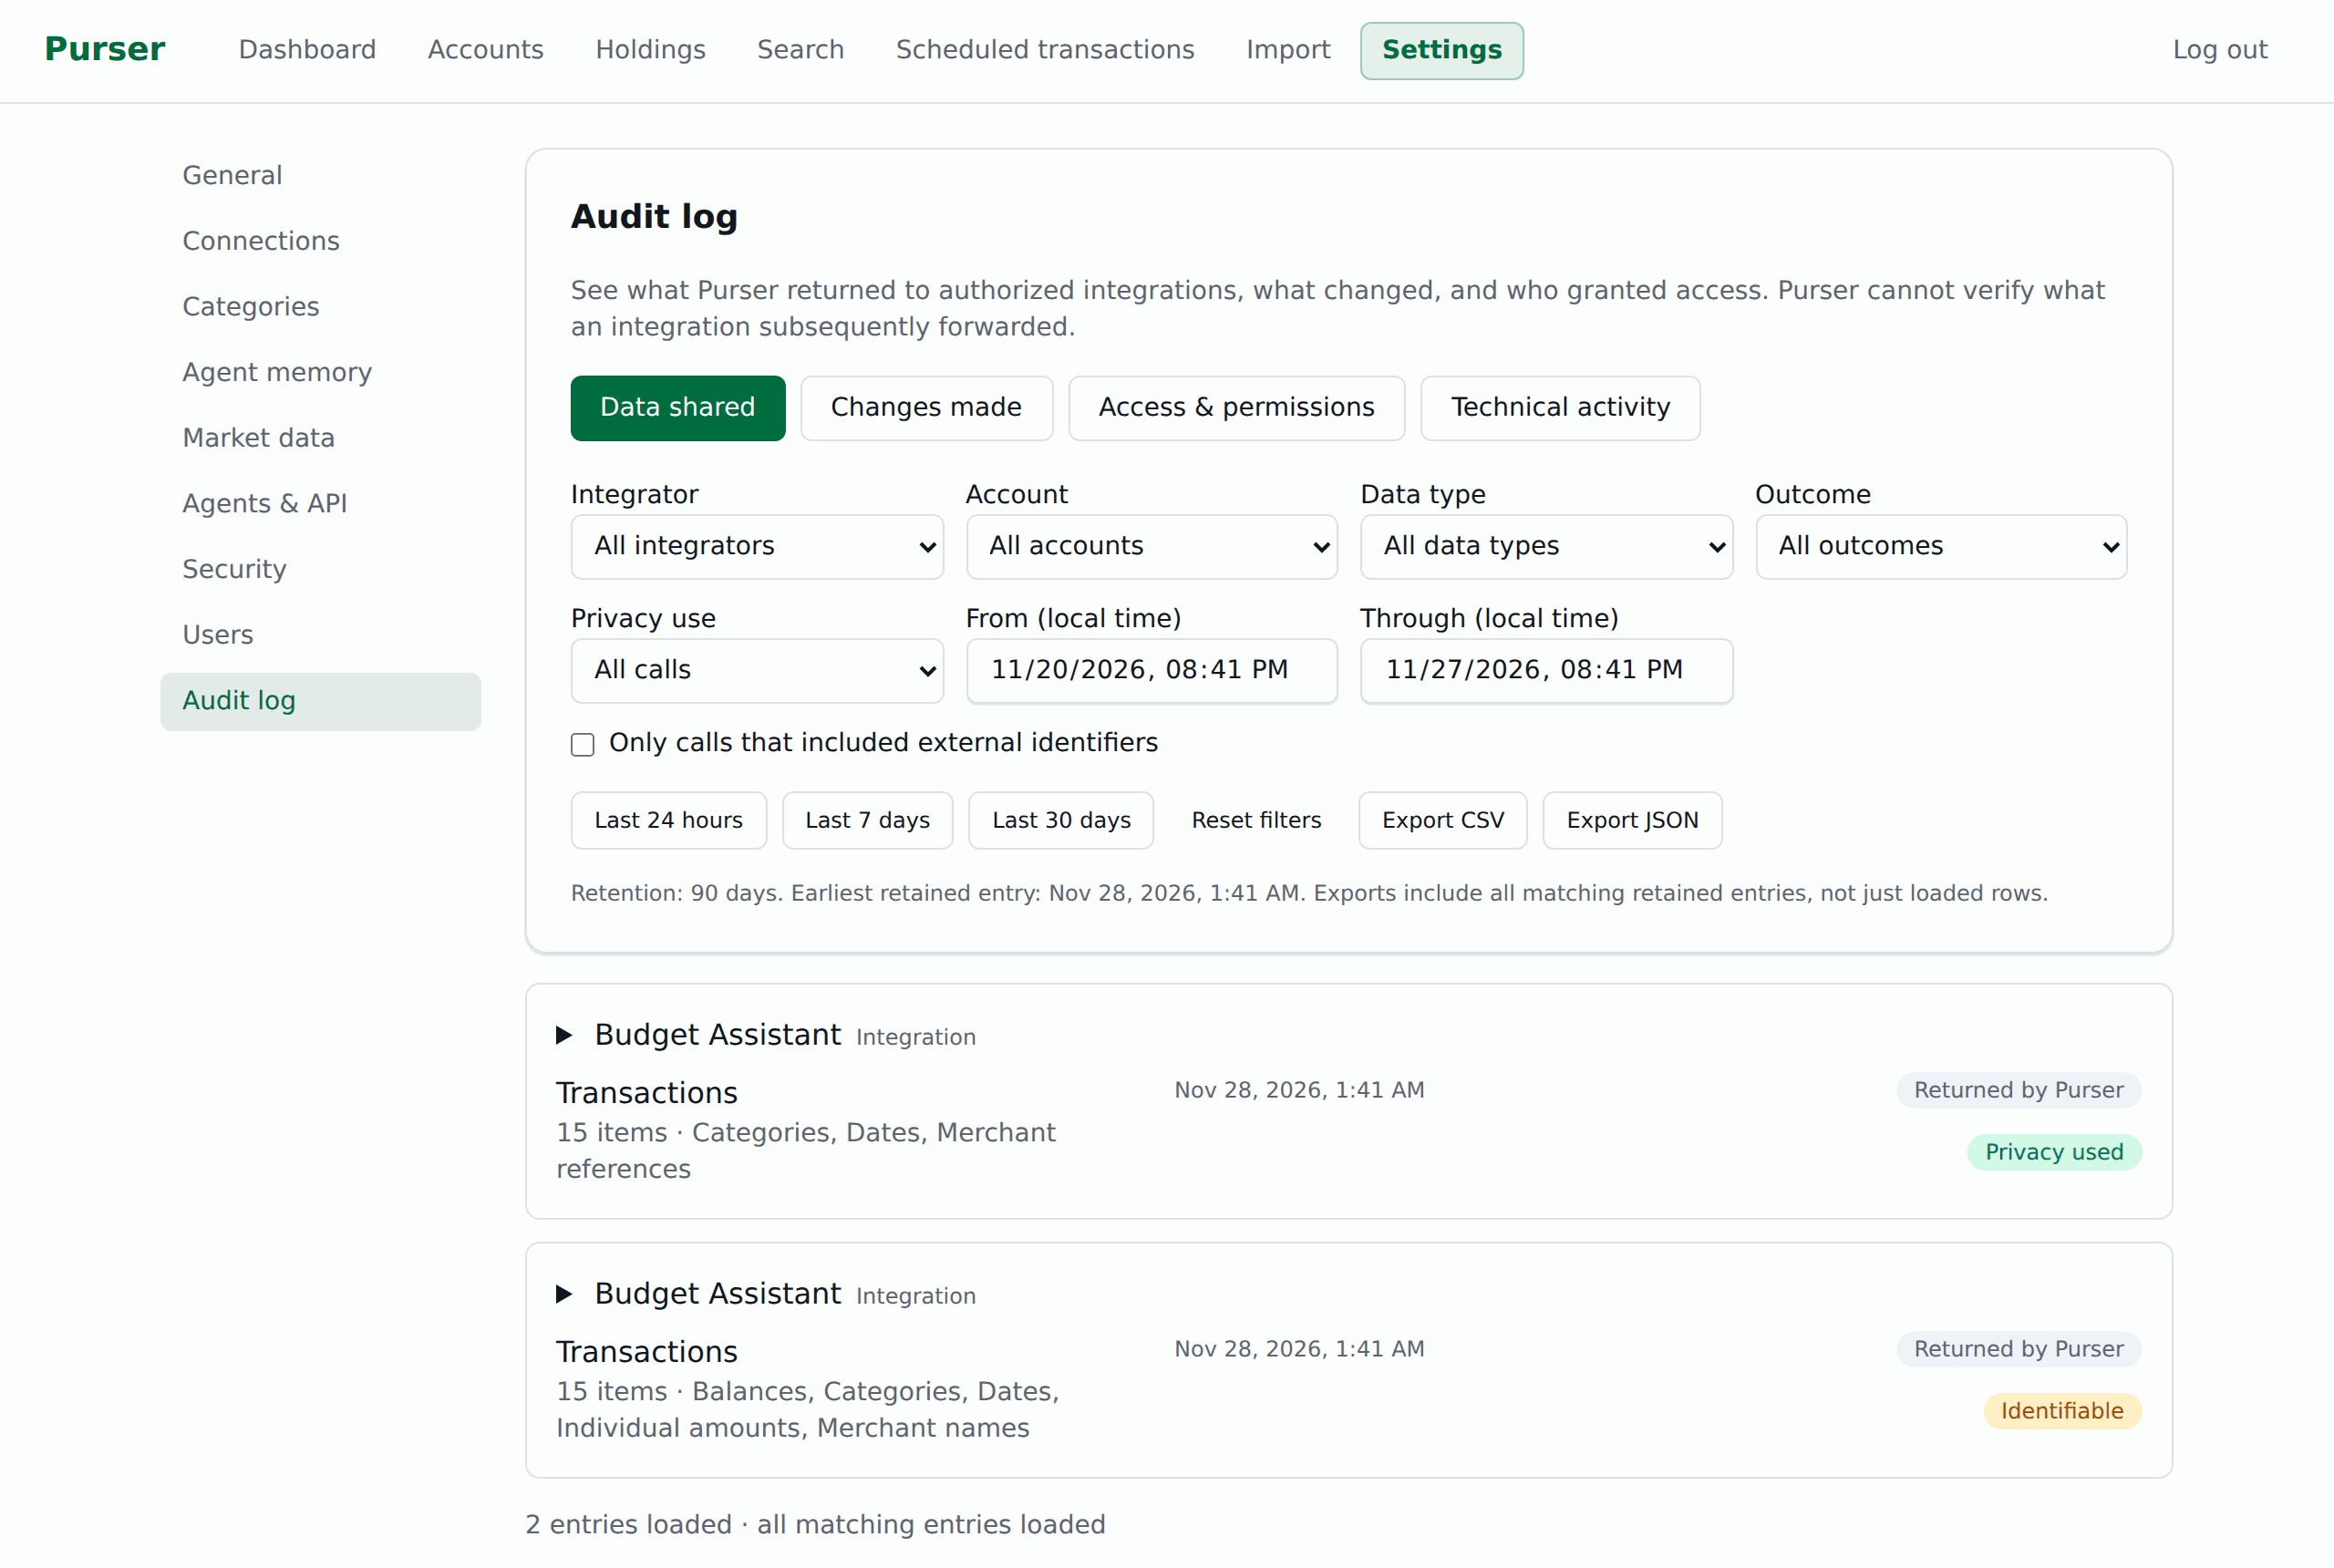 Purser
Dashboard
Accounts
Holdings
Search
Scheduled transactions
Import
Settings
Log out
General
Connections
Categories
Agent memory
Market data
Agents & API
Security
Users
Audit log
Audit log
See what Purser returned to authorized integrations, what changed, and who granted access. Purser cannot verify what
an integration subsequently forwarded.
Data shared
Changes made
Access & permissions
Technical activity
Integrator
Account
Data type
Outcome
All integrators
All accounts
All data types
All outcomes
Privacy use
From (local time)
Through (local time)
All calls
11/20/2026, 08:41 PM
11/27/2026, 08:41 PM
Only calls that included external identifiers
Last 24 hours
Last 7 days
Last 30 days
Reset filters
Export CSV
Export JSON
Retention: 90 days. Earliest retained entry: Nov 28, 2026, 1:41 AM. Exports include all matching retained entries, not just loaded rows.
Budget Assistant Integration
Transactions
Nov 28, 2026, 1:41 AM
Returned by Purser
15 items · Categories, Dates, Merchant
references
Privacy used
Budget Assistant Integration
Transactions
Nov 28, 2026, 1:41 AM
Returned by Purser
15 items · Balances, Categories, Dates,
Individual amounts, Merchant names
Identifiable
2 entries loaded · all matching entries loaded